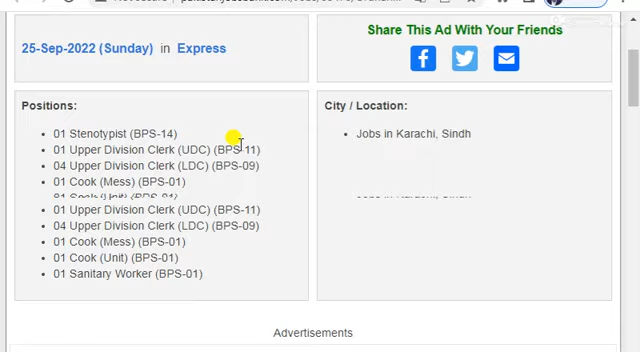 Share This Ad With Your Friends
25-Sep-2022 (Sunday) in Express
Positions:
City / Location:
01 Stenotypist (BPS-14)
Jobs in Karachi, Sindh
01 Upper Division Clerk (UDC) (BPS-11)
04 Upper Division Clerk (LDC) (BPS-09)
01 Cook (Mess) (BPS-01)
01 Upper Division Clerk (UDC) (BPS-11)
04 Upper Division Clerk (LDC) (BPS-09)
01 Cook (Mess) (BPS-01)
01 Cook (Unit) (BPS-01)
01 Sanitary Worker (BPS-01)
Advertisements